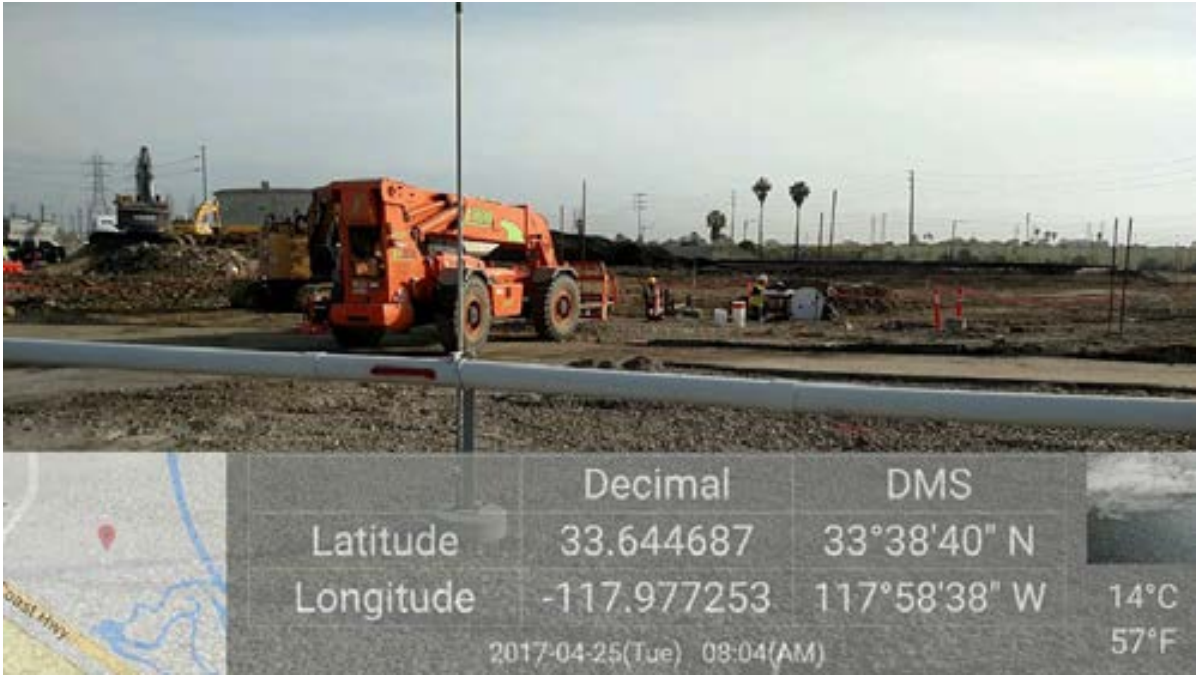 Decimal DMS
Latitude 33.644687 33°38'40" N
Longitude -117.977253 117°58'38" W
2017-04-25(Tue) 08:04(AM)
oast Hwy
14°C
57°F